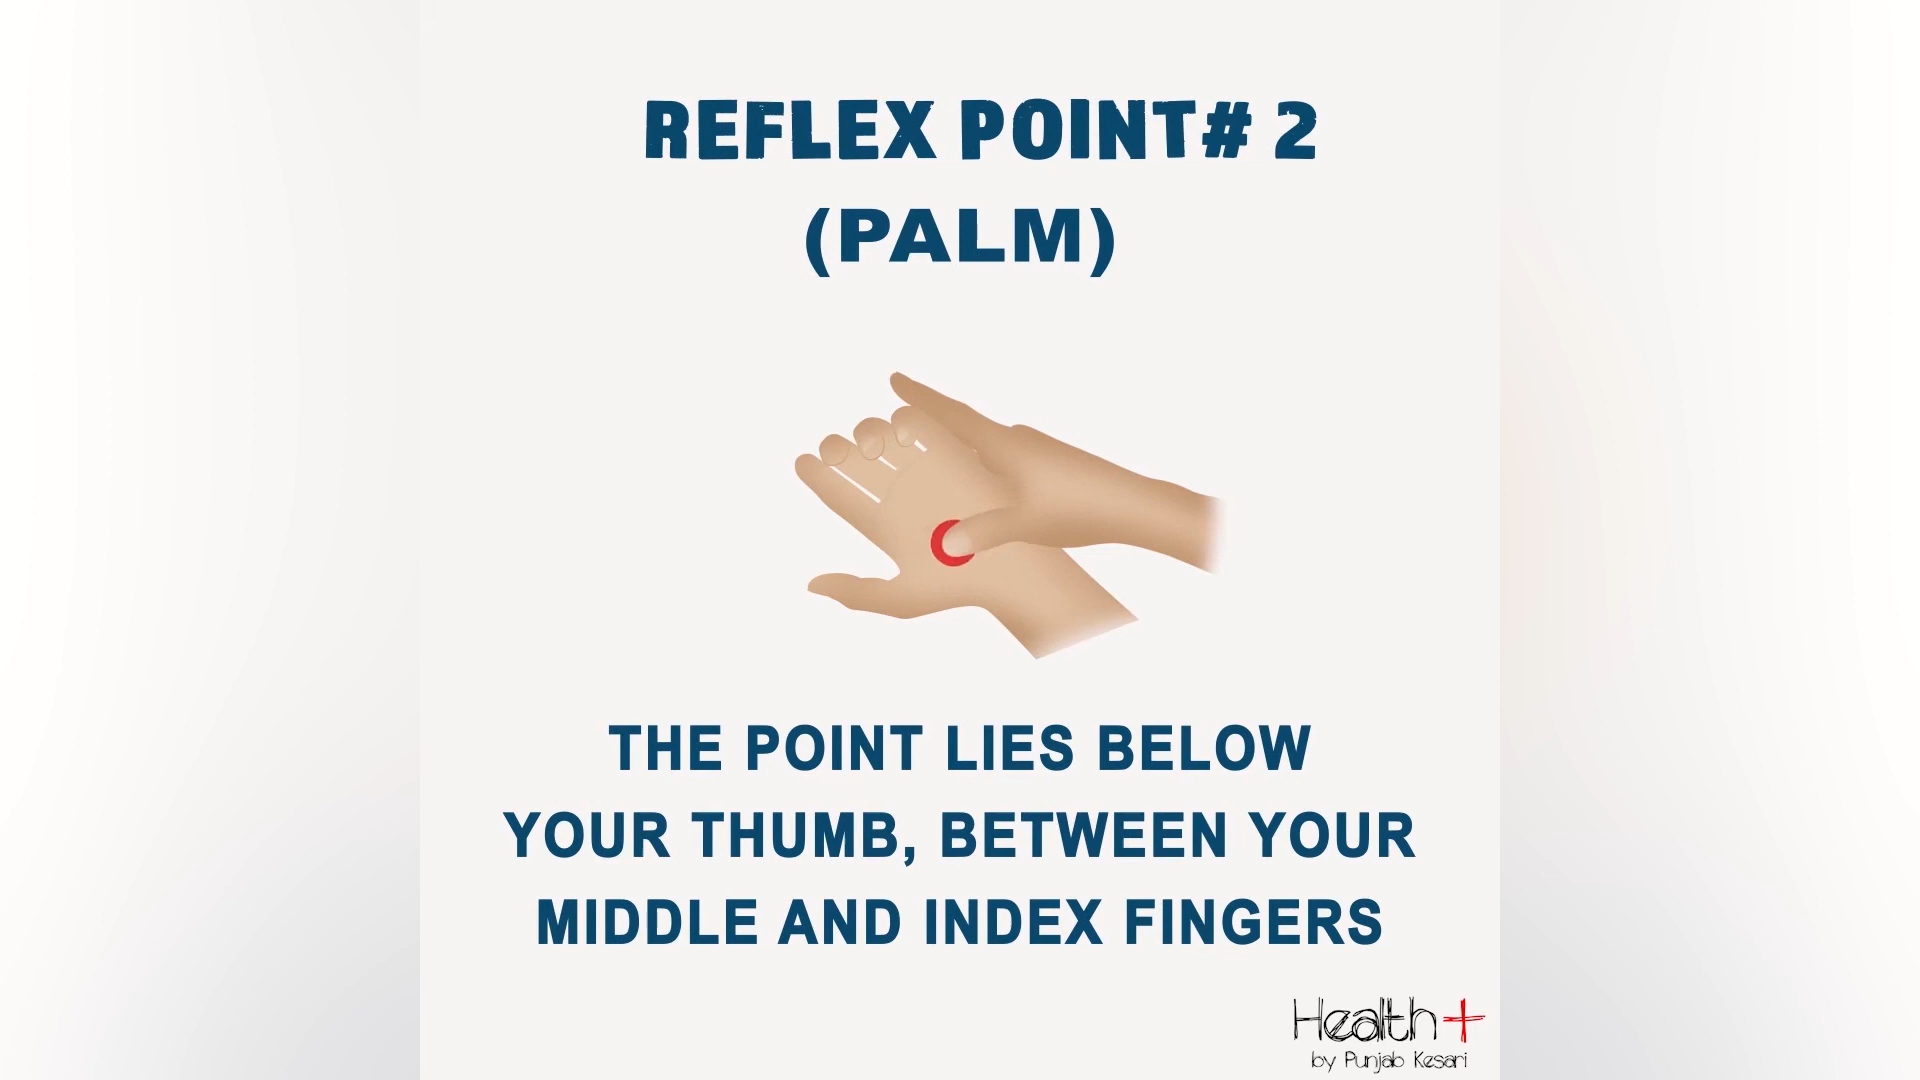 REFLEX POINT# 2
(PALM)
THE POINT LIES BELOW
YOUR THUMB, BETWEEN YOUR
MIDDLE AND INDEX FINGERS
Health+
by Punjab Kesari